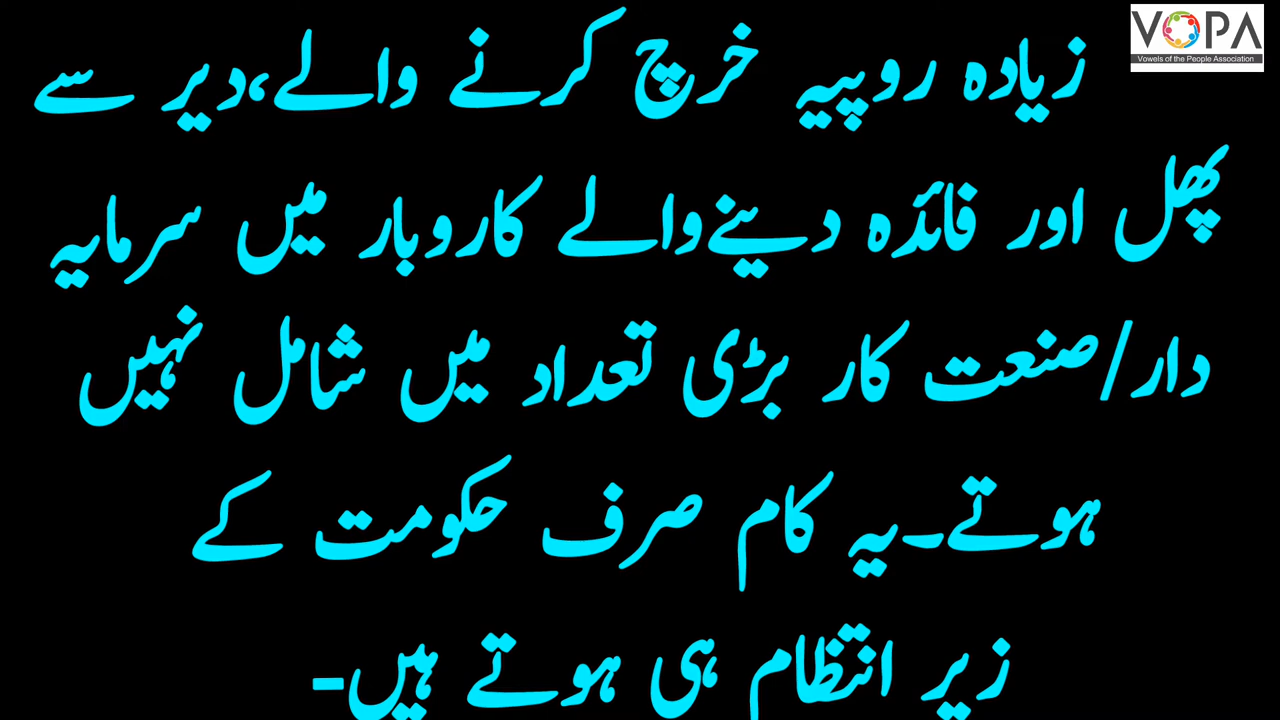 VOPA
Vowels of the People Association
زیادہ روپیہ خرچ کرنے والے،دیر سے
پھل اور فائدہ دینےوالے کاروبار میں سرمایہ
دار/صنعت کار بڑی تعداد میں شامل نہیں
ہوتے۔یہ کام صرف حکومت کے
زیر انتظام ہی ہوتے ہیں-